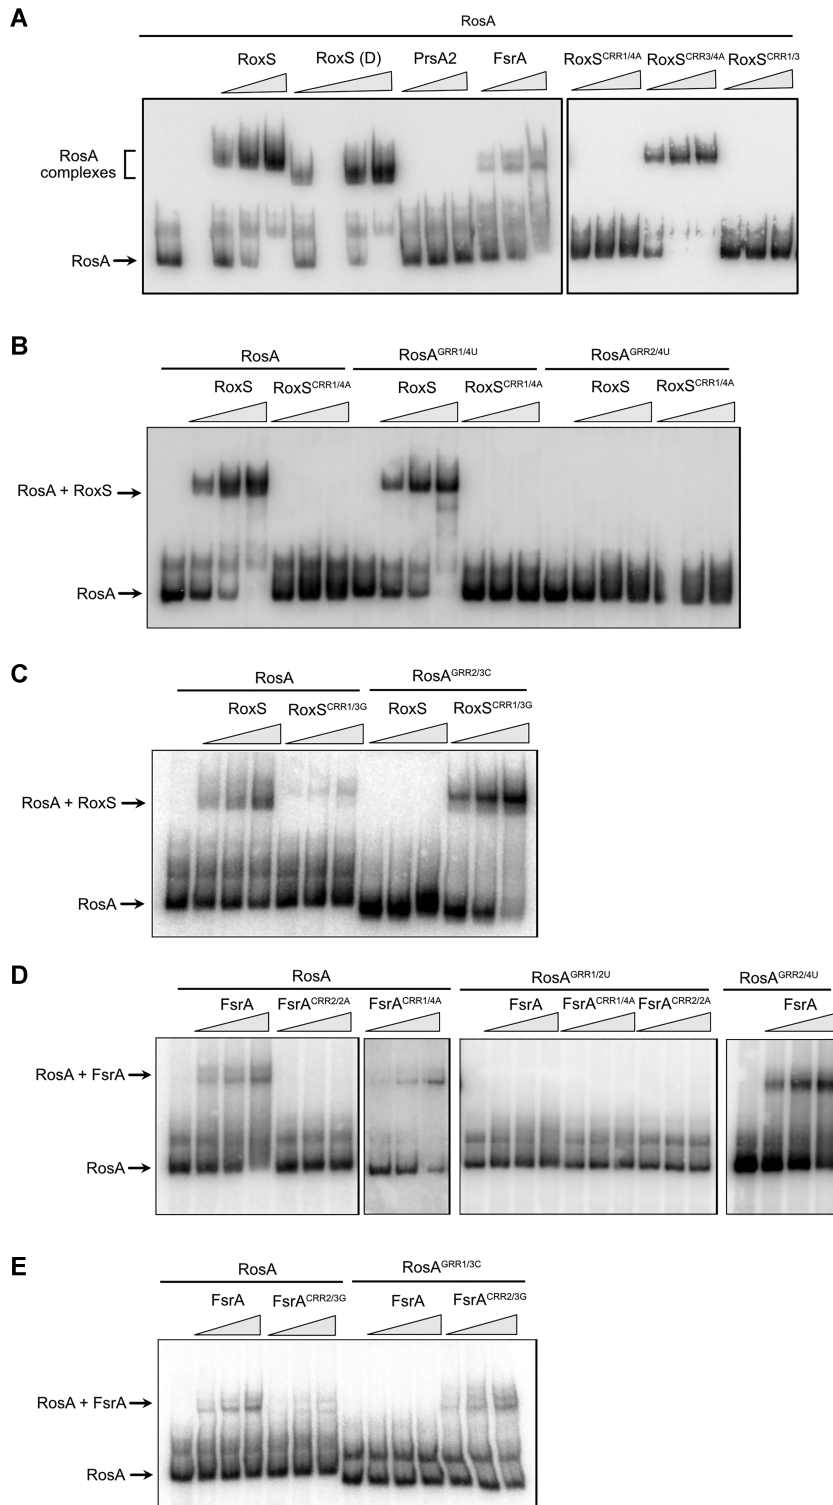 A
RosA
RoxS RoxS (D) PrsA2 FsrA RoxSCRR1/4A RoxSCRR3/4A RoxSCRR1/3
RosA
complexes
RosA
B
RosA RosAGRR1/4U RosAGRR2/4U
RoxS RoxSCRR1/4A RoxS RoxSCRR1/4A RoxS RoxSCRR1/4A
RosA + RoxS
RosA
C
RosA RosAGRR2/3C
RoxS RoxSCRR1/3G RoxS RoxSCRR1/3G
RosA + RoxS
RosA
D
RosA RosAGRR1/2U RosAGRR2/4U
FsrA FsrACRR2/2A FsrACRR1/4A FsrA FsrACRR1/4A FsrACRR2/2A FsrA
RosA + FsrA
RosA
E
RosA RosAGRR1/3C
FsrA FsrACRR2/3G FsrA FsrACRR2/3G
RosA + FsrA
RosA